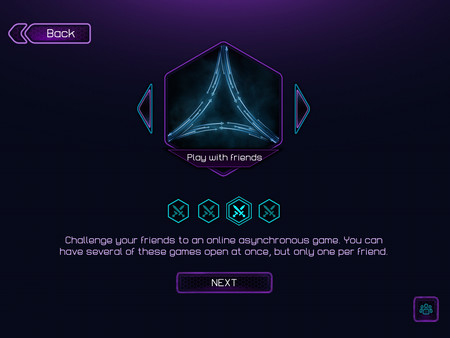 Back
Play with friends
Challenge your friends to an online asynchronous game. You can
have several of these games open at once, but only one per friend.
NEXT